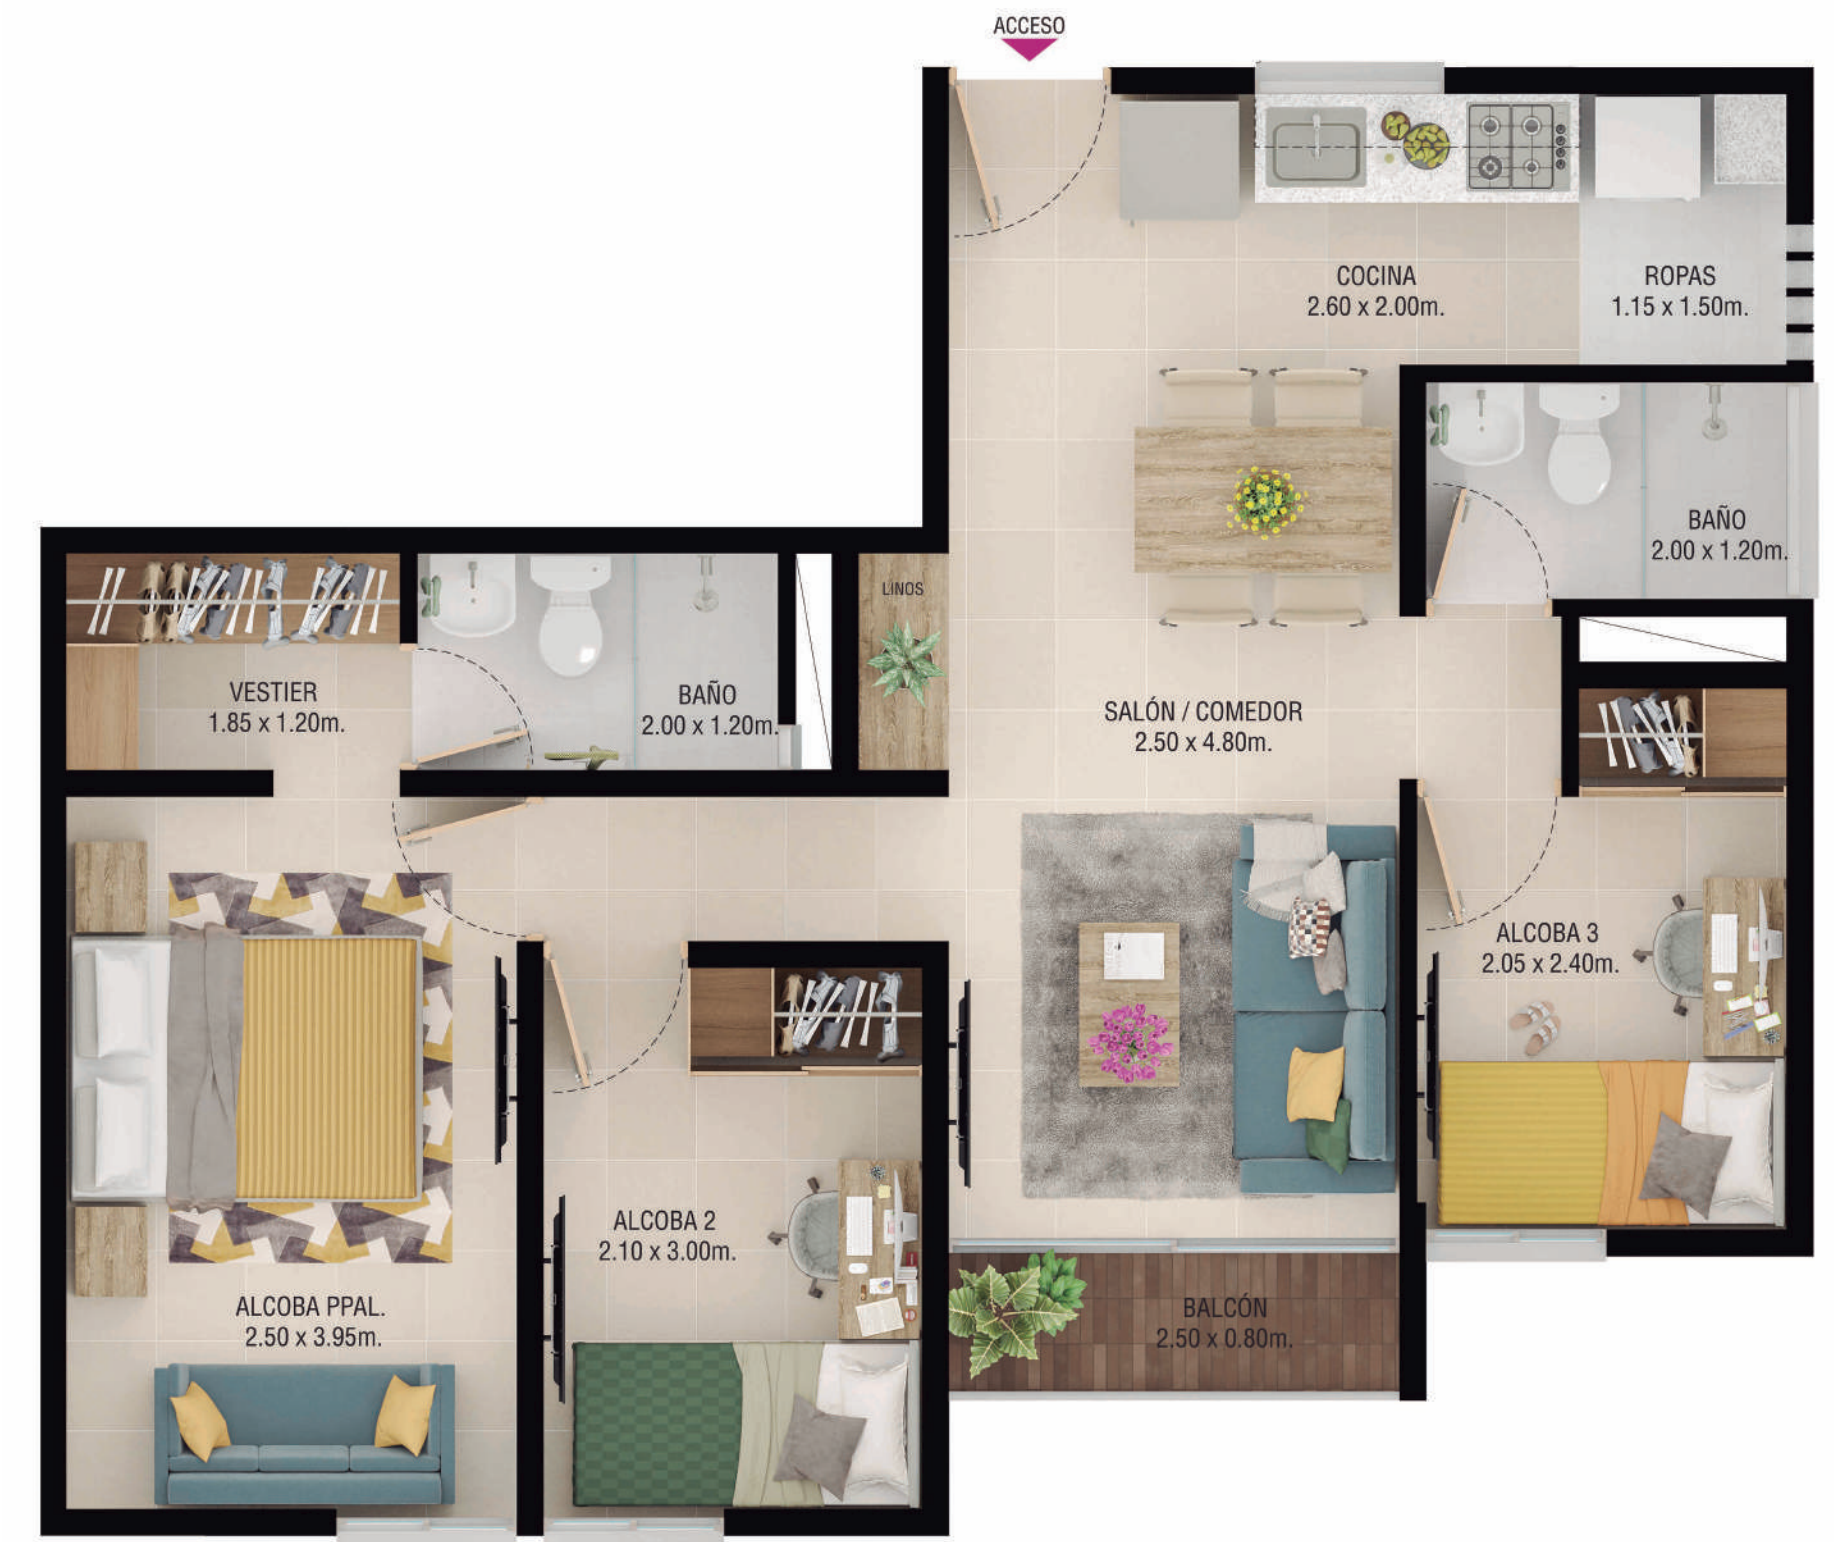 ACCESO
COCINA
2.60 x 2.00m.
ROPAS
1.15 x 1.50m.
BAÑO
2.00 x 1.20m.
LINOS
VESTIER
1.85 x 1.20m.
BAÑO
2.00 x 1.20m.
SALÓN / COMEDOR
2.50 x 4.80m.
ALCOBA 3
2.05 x 2.40m.
ALCOBA 2
2.10 x 3.00m.
ALCOBA PPAL.
2.50 x 3.95m.
BALCÓN
2.50 x 0.80m.